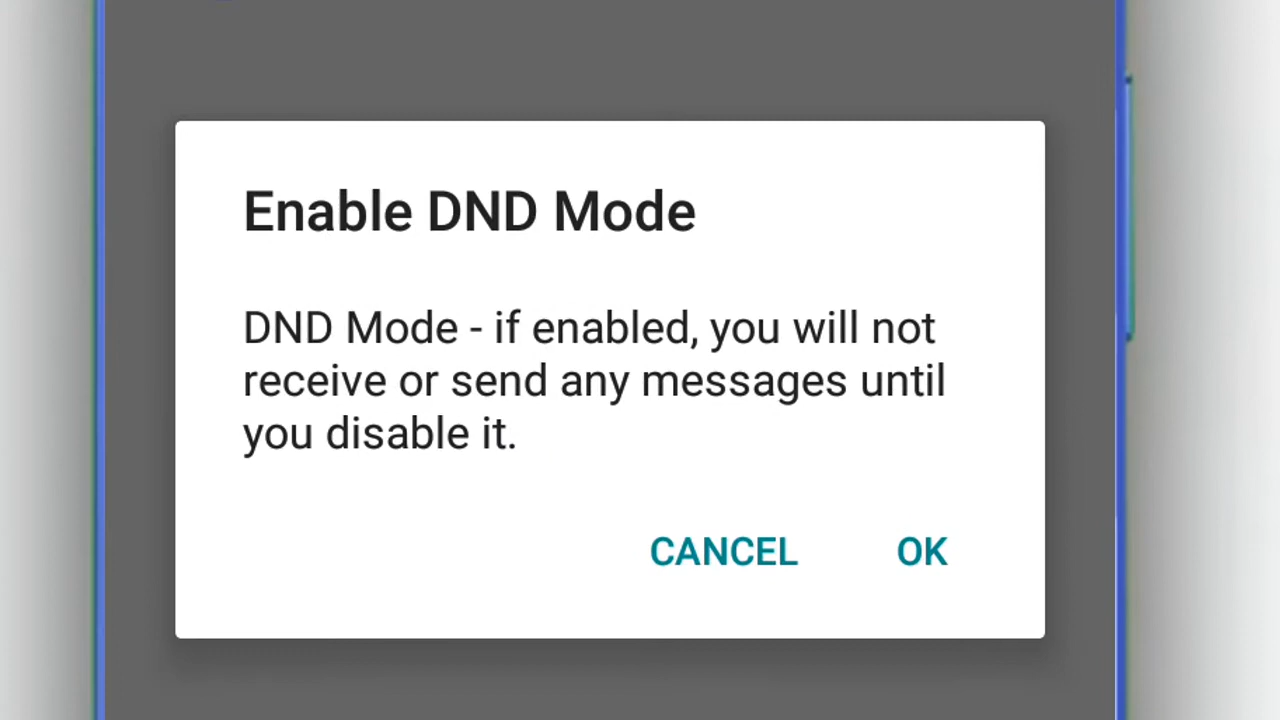 Enable DND Mode
DND Mode - if enabled, you will not
receive or send any messages until
you disable it.
CANCEL OK